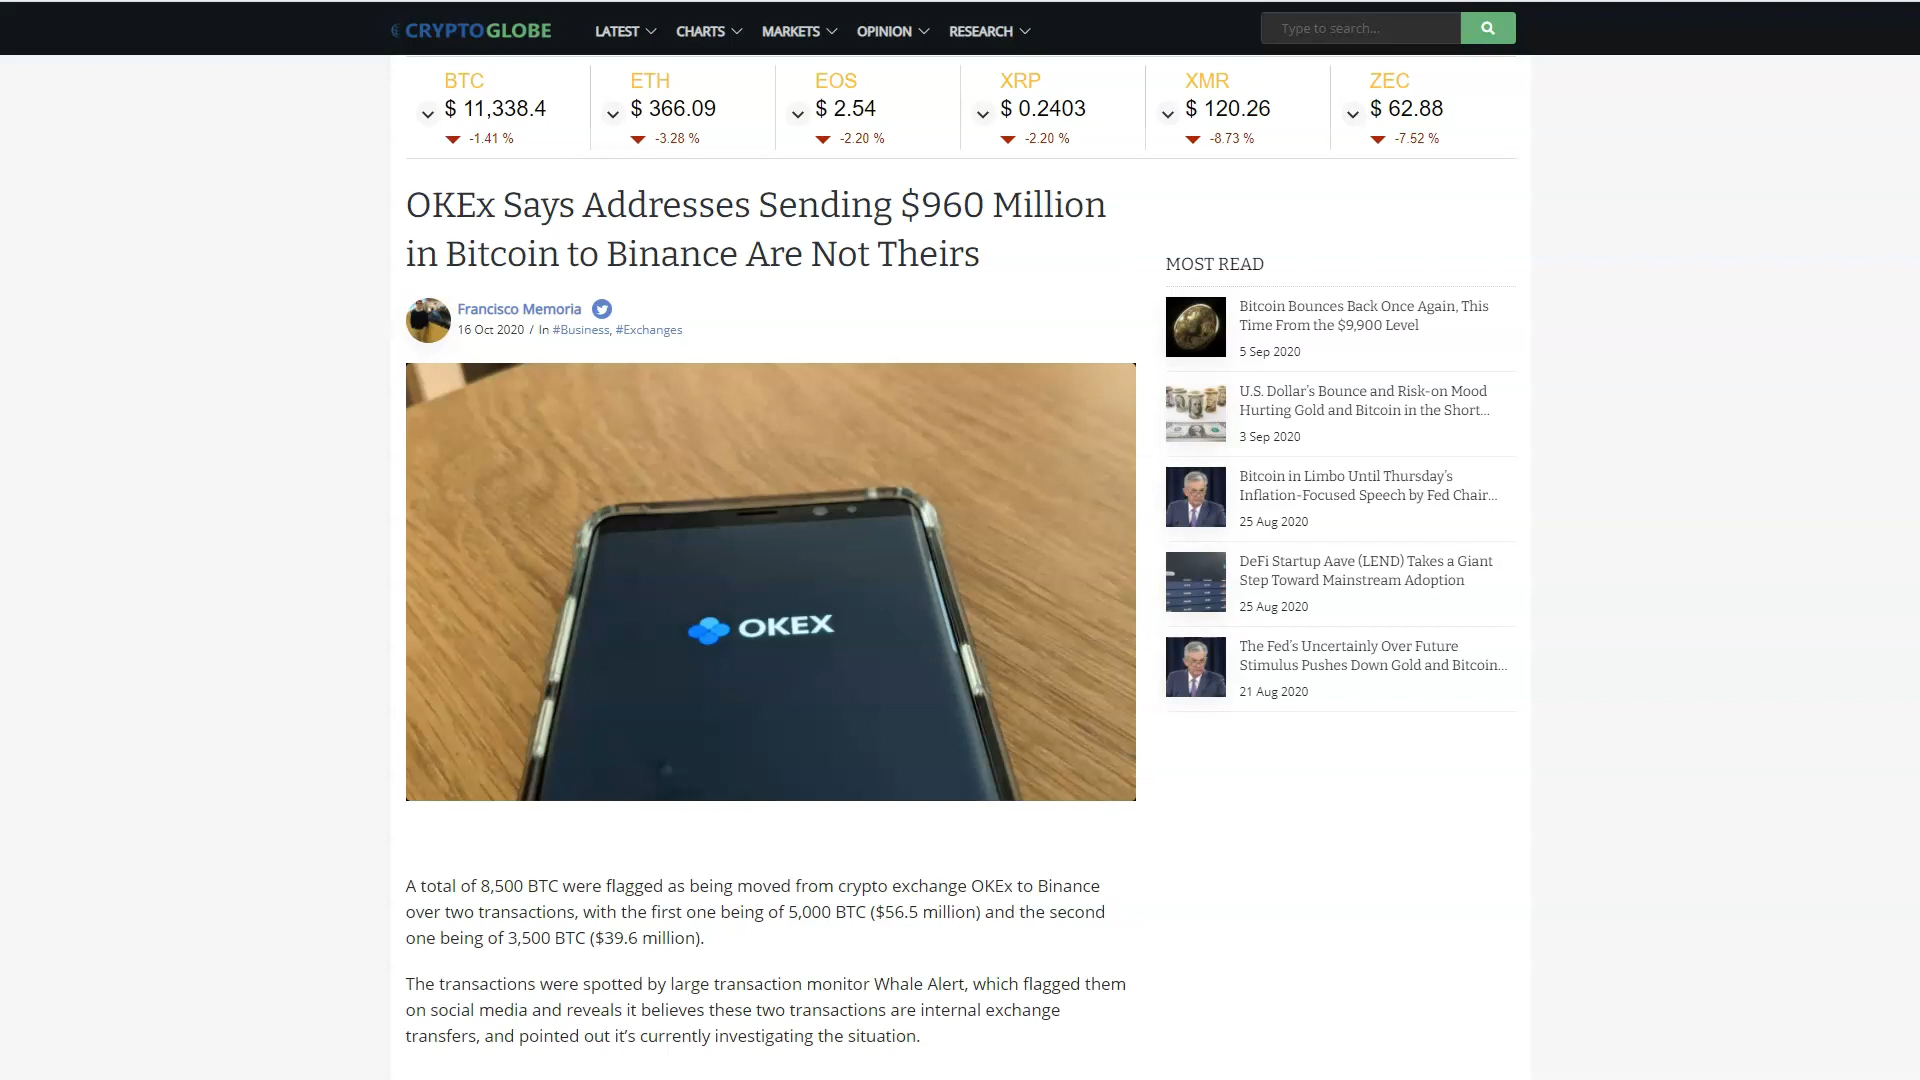 CRYPTOGLOBE
LATEST CHARTS MARKETS OPINION RESEARCH
Type to search...
BTC ETH EOS XRP XMR ZEC
$ 11,338.4 $ 366.09 $ 2.54 $ 0.2403 $ 120.26 $ 62.88
-1.41 % -3.28 % -2.20 % -2.20 % -8.73 % -7.52 %
OKEx Says Addresses Sending $960 Million
in Bitcoin to Binance Are Not Theirs
Francisco Memoria
16 Oct 2020 / In #Business, #Exchanges
OKEX
A total of 8,500 BTC were flagged as being moved from crypto exchange OKEx to Binance
over two transactions, with the first one being of 5,000 BTC ($56.5 million) and the second
one being of 3,500 BTC ($39.6 million).
The transactions were spotted by large transaction monitor Whale Alert, which flagged them
on social media and reveals it believes these two transactions are internal exchange
transfers, and pointed out it’s currently investigating the situation.
MOST READ
Bitcoin Bounces Back Once Again, This
Time From the $9,900 Level
5 Sep 2020
U.S. Dollar’s Bounce and Risk-on Mood
Hurting Gold and Bitcoin in the Short...
3 Sep 2020
Bitcoin in Limbo Until Thursday’s
Inflation-Focused Speech by Fed Chair...
25 Aug 2020
DeFi Startup Aave (LEND) Takes a Giant
Step Toward Mainstream Adoption
25 Aug 2020
The Fed’s Uncertainly Over Future
Stimulus Pushes Down Gold and Bitcoin...
21 Aug 2020